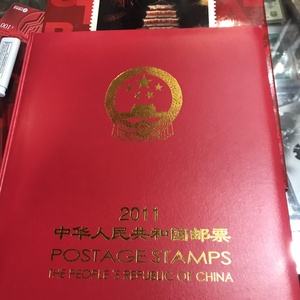 2011
中华人民共和国邮票
POSTAGE STAMPS
THE PEOPLE'S REPUBLIC OF CHINA